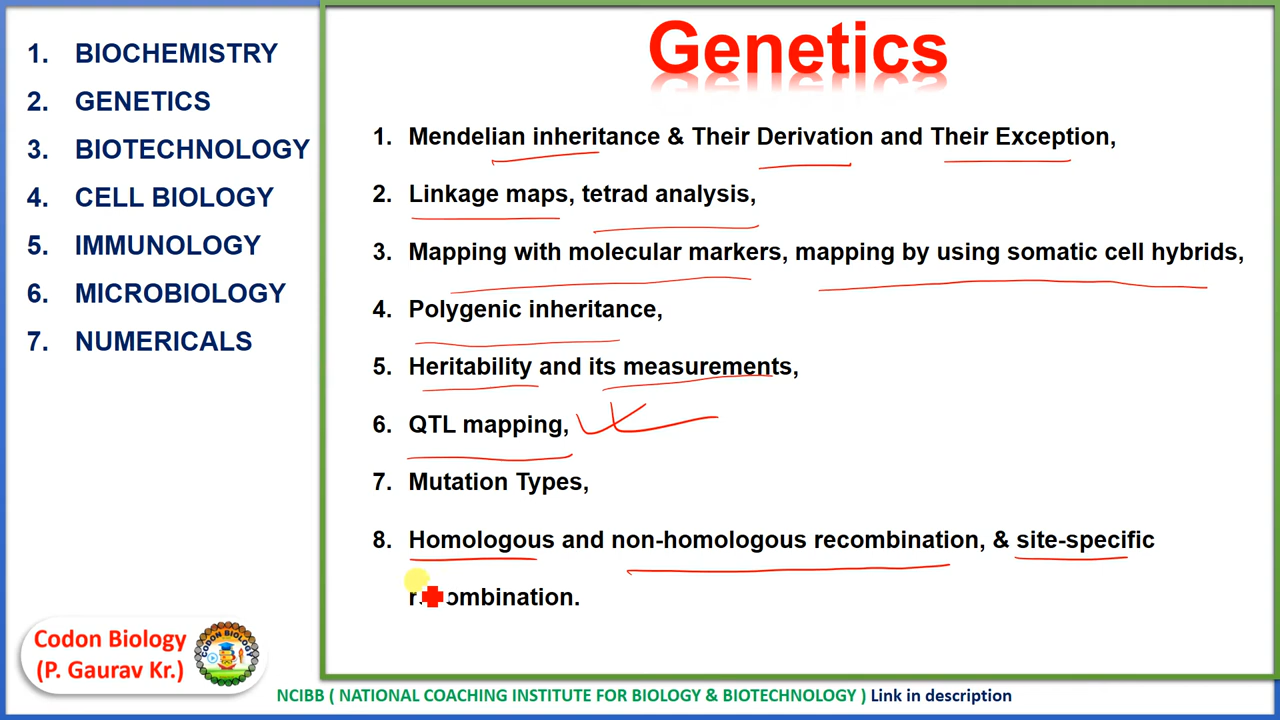 1. BIOCHEMISTRY
2. GENETICS
3. BIOTECHNOLOGY
4. CELL BIOLOGY
5. IMMUNOLOGY
6. MICROBIOLOGY
7. NUMERICALS
Genetics
1. Mendelian inheritance & Their Derivation and Their Exception,
2. Linkage maps, tetrad analysis,
3. Mapping with molecular markers, mapping by using somatic cell hybrids,
4. Polygenic inheritance,
5. Heritability and its measurements,
6. QTL mapping,
7. Mutation Types,
8. Homologous and non-homologous recombination, & site-specific
recombination.
Codon Biology
(P. Gaurav Kr.)
CODON BIOLOGY
NCIBB ( NATIONAL COACHING INSTITUTE FOR BIOLOGY & BIOTECHNOLOGY ) Link in description